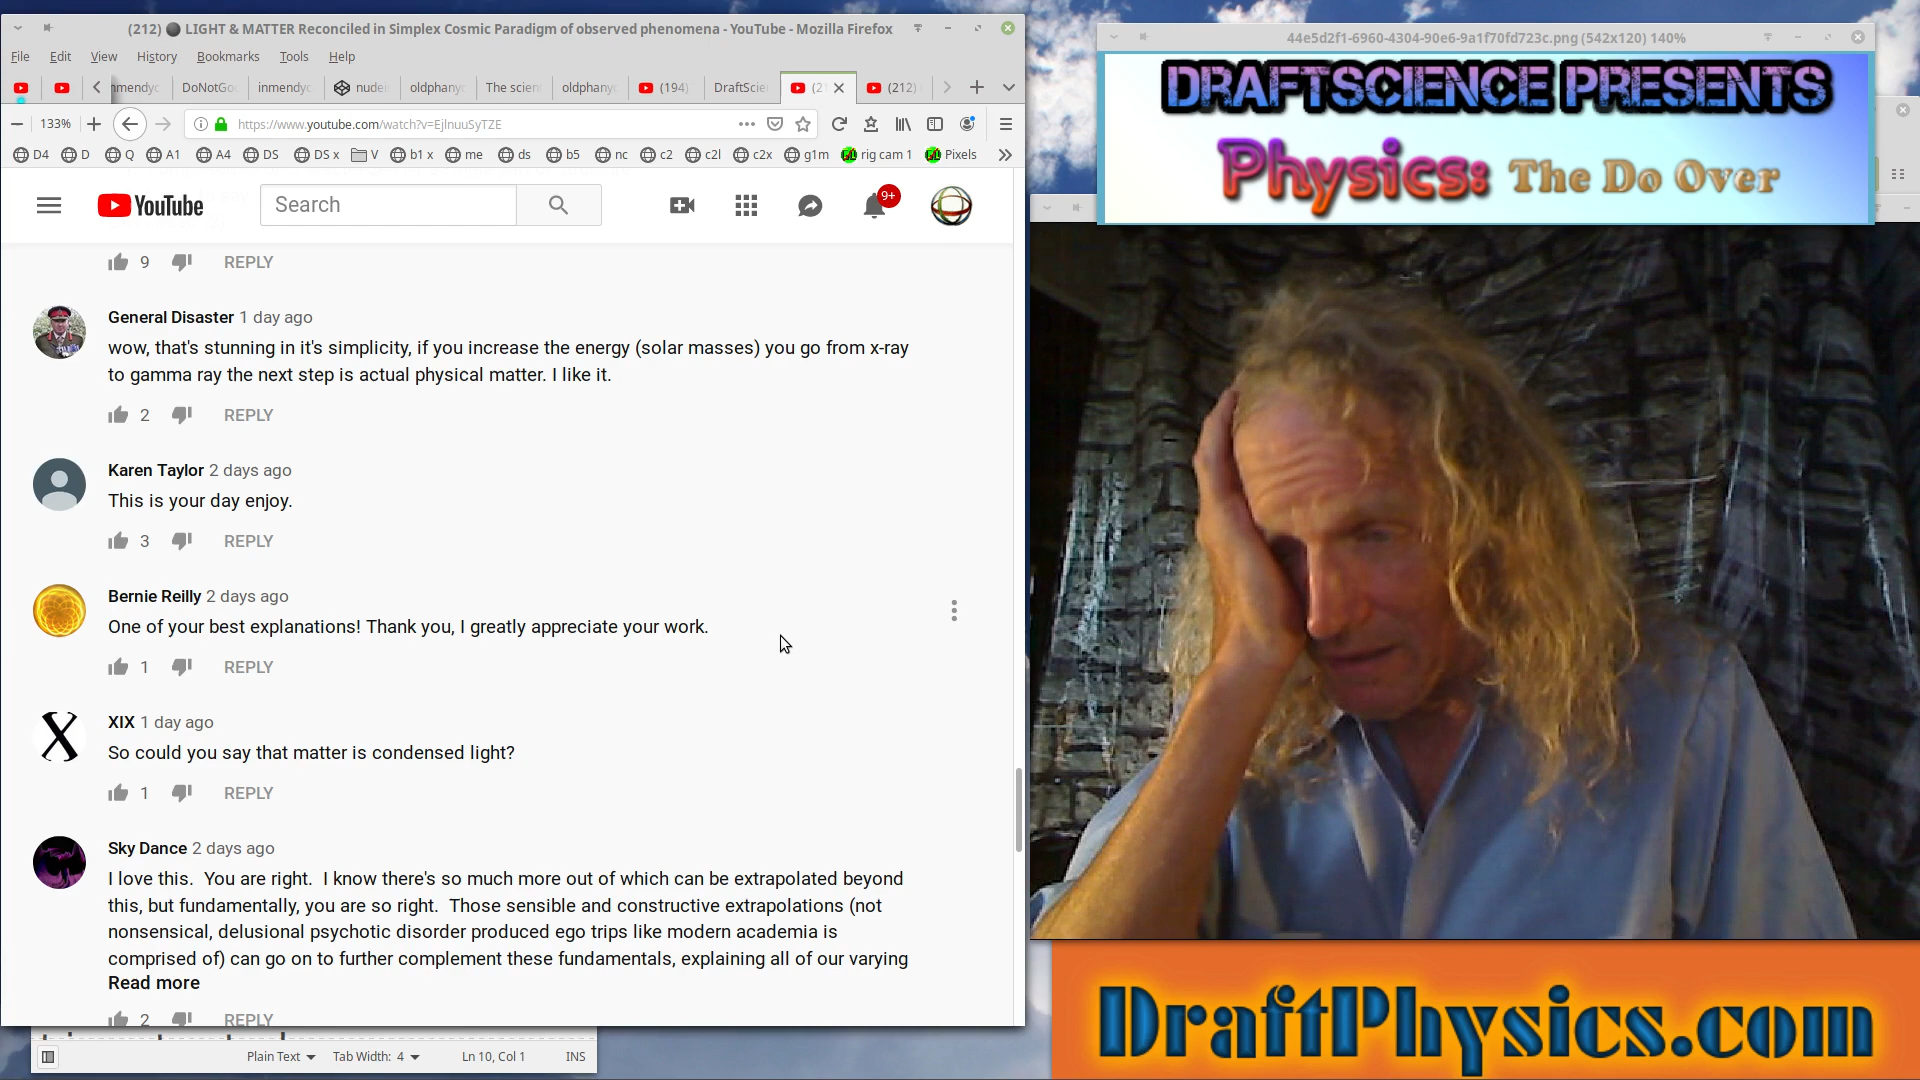 (212) ⚫ LIGHT & MATTER Reconciled in Simplex Cosmic Paradigm of observed phenomena - YouTube - Mozilla Firefox
File Edit View History Bookmarks Tools Help
DoNotGo inmendyc nudei oldphany The scien oldphany (194) DraftScie (212)
133% https://www.youtube.com/watch?v=EjlnuuSyTZE
D4 D Q A1 A4 DS DS x V b1 x me ds b5 nc c2 c2l c2x g1m rig cam 1 Pixels
YouTube
Search
9+
9 REPLY
General Disaster 1 day ago
wow, that's stunning in it's simplicity, if you increase the energy (solar masses) you go from x-ray
to gamma ray the next step is actual physical matter. I like it.
2 REPLY
Karen Taylor 2 days ago
This is your day enjoy.
3 REPLY
Bernie Reilly 2 days ago
One of your best explanations! Thank you, I greatly appreciate your work.
1 REPLY
XIX 1 day ago
So could you say that matter is condensed light?
1 REPLY
Sky Dance 2 days ago
I love this.  You are right.  I know there's so much more out of which can be extrapolated beyond
this, but fundamentally, you are so right.  Those sensible and constructive extrapolations (not
nonsensical, delusional psychotic disorder produced ego trips like modern academia is
comprised of) can go on to further complement these fundamentals, explaining all of our varying
Read more
2 REPLY
Plain Text Tab Width: 4 Ln 10, Col 1 INS
44e5d2f1-6960-4304-90e6-9a1f70fd723c.png (542x120) 140%
DRAFTSCIENCE PRESENTS
Physics: The Do Over
DraftPhysics.com